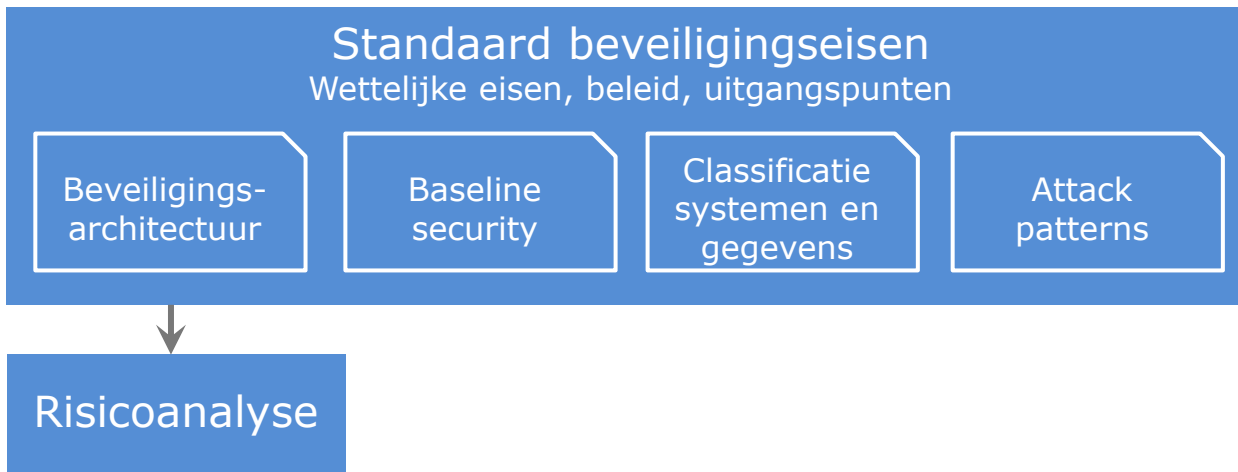 Standaard beveiligingseisen
Wettelijke eisen, beleid, uitgangspunten
Beveiligings-
architectuur
Baseline
security
Classificatie
systemen en
gegevens
Attack
patterns
Risicoanalyse